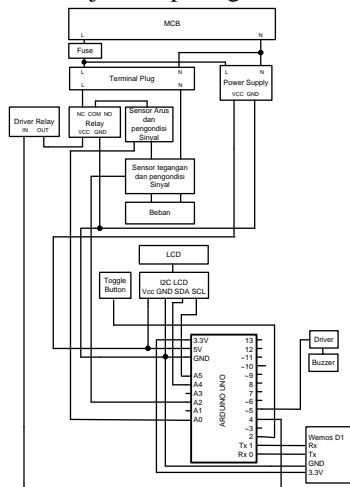 MCB
L N
Fuse
Terminal Plug
L N
L N
Power Supply
VCC GND
Driver Relay
IN OUT
NC COM NO
Relay
VCC GND
Sensor Arus
dan pengondisi
Sinyal
Sensor tegangan
dan pengondisi
Sinyal
Beban
LCD
Toggle
Button
I2C LCD
Vcc GND SDA SCL
ARDUINO UNO
3.3V
5V
GND
A5
A4
A3
A2
A1
A0
13
12
~11
~10
~9
8
7
~6
~5
4
~3
2
Tx 1
Rx 0
Driver
Buzzer
Wemos D1
Rx
Tx
GND
3.3V